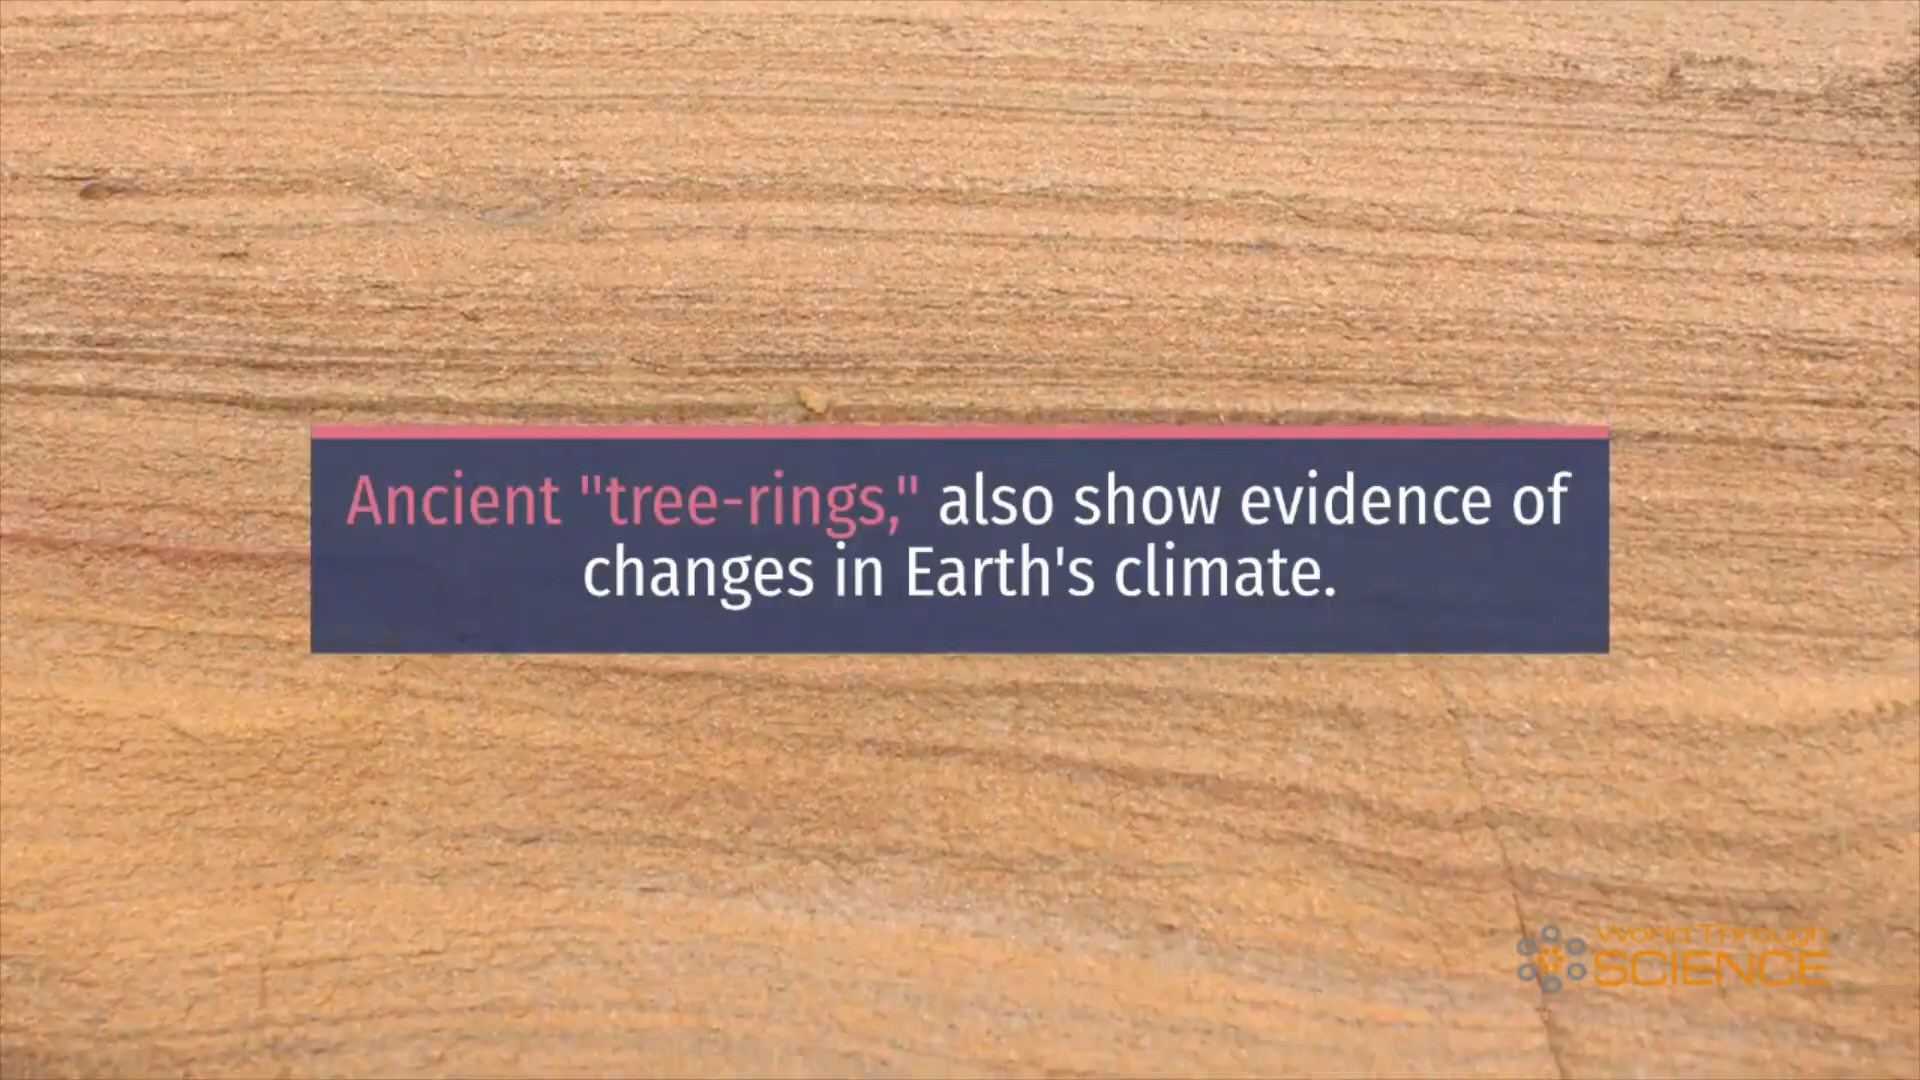 Ancient "tree-rings," also show evidence of
changes in Earth's climate.
World Through
SCIENCE